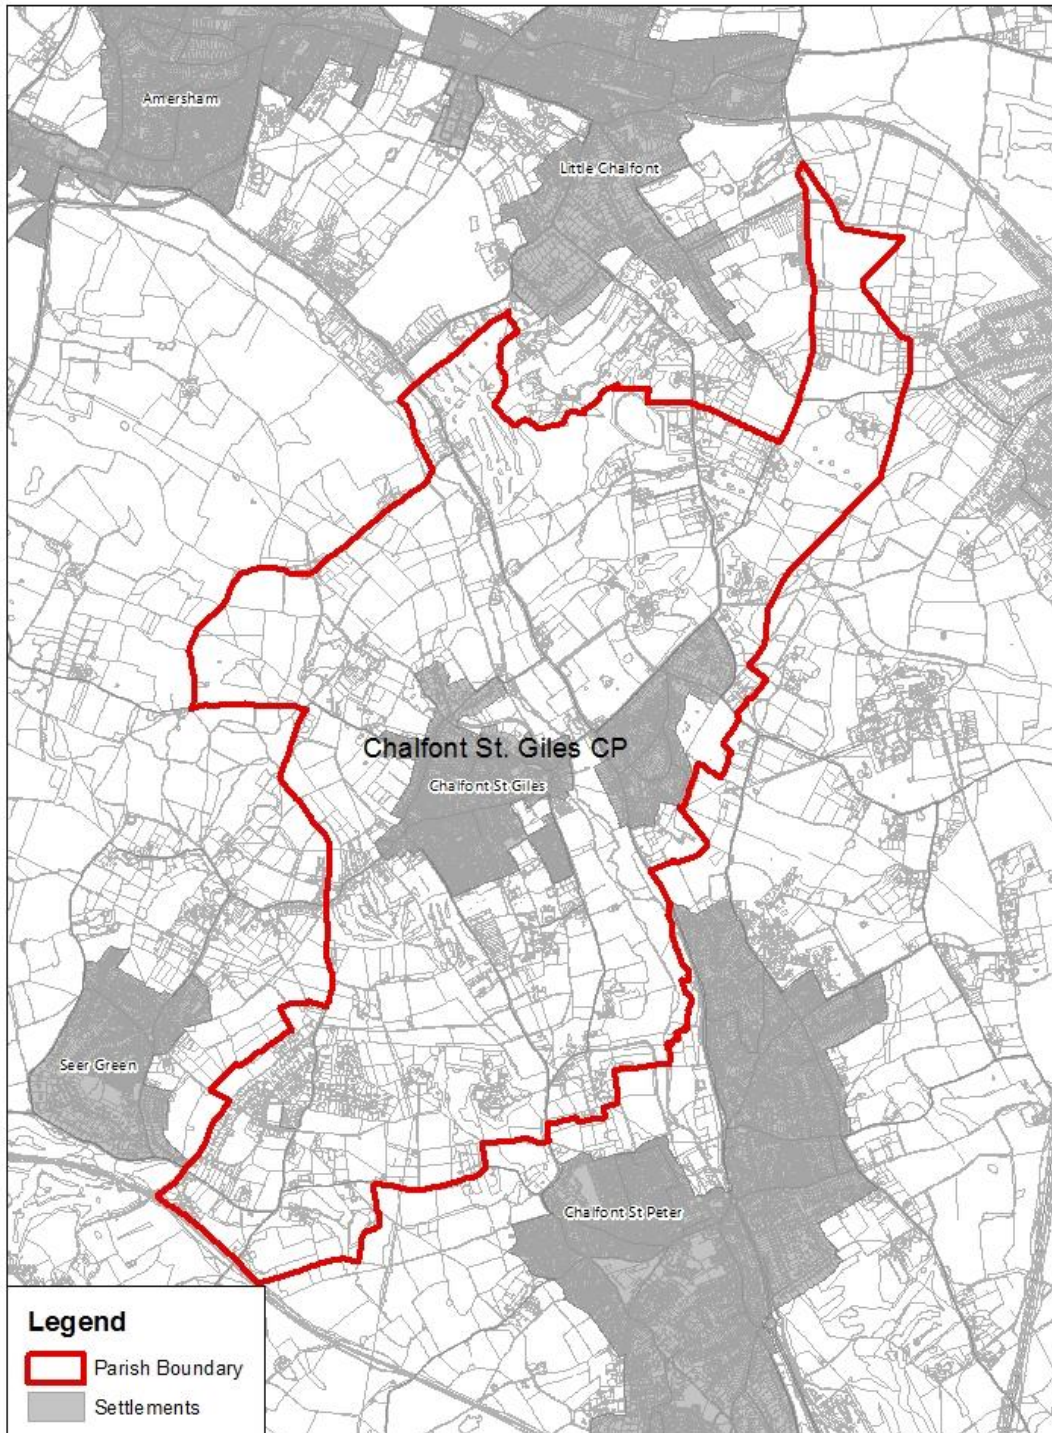 Amersham
Little Chalfont
Chalfont St. Giles CP
Chalfont St Giles
Seer Green
Chalfont St Peter
Legend
Parish Boundary
Settlements